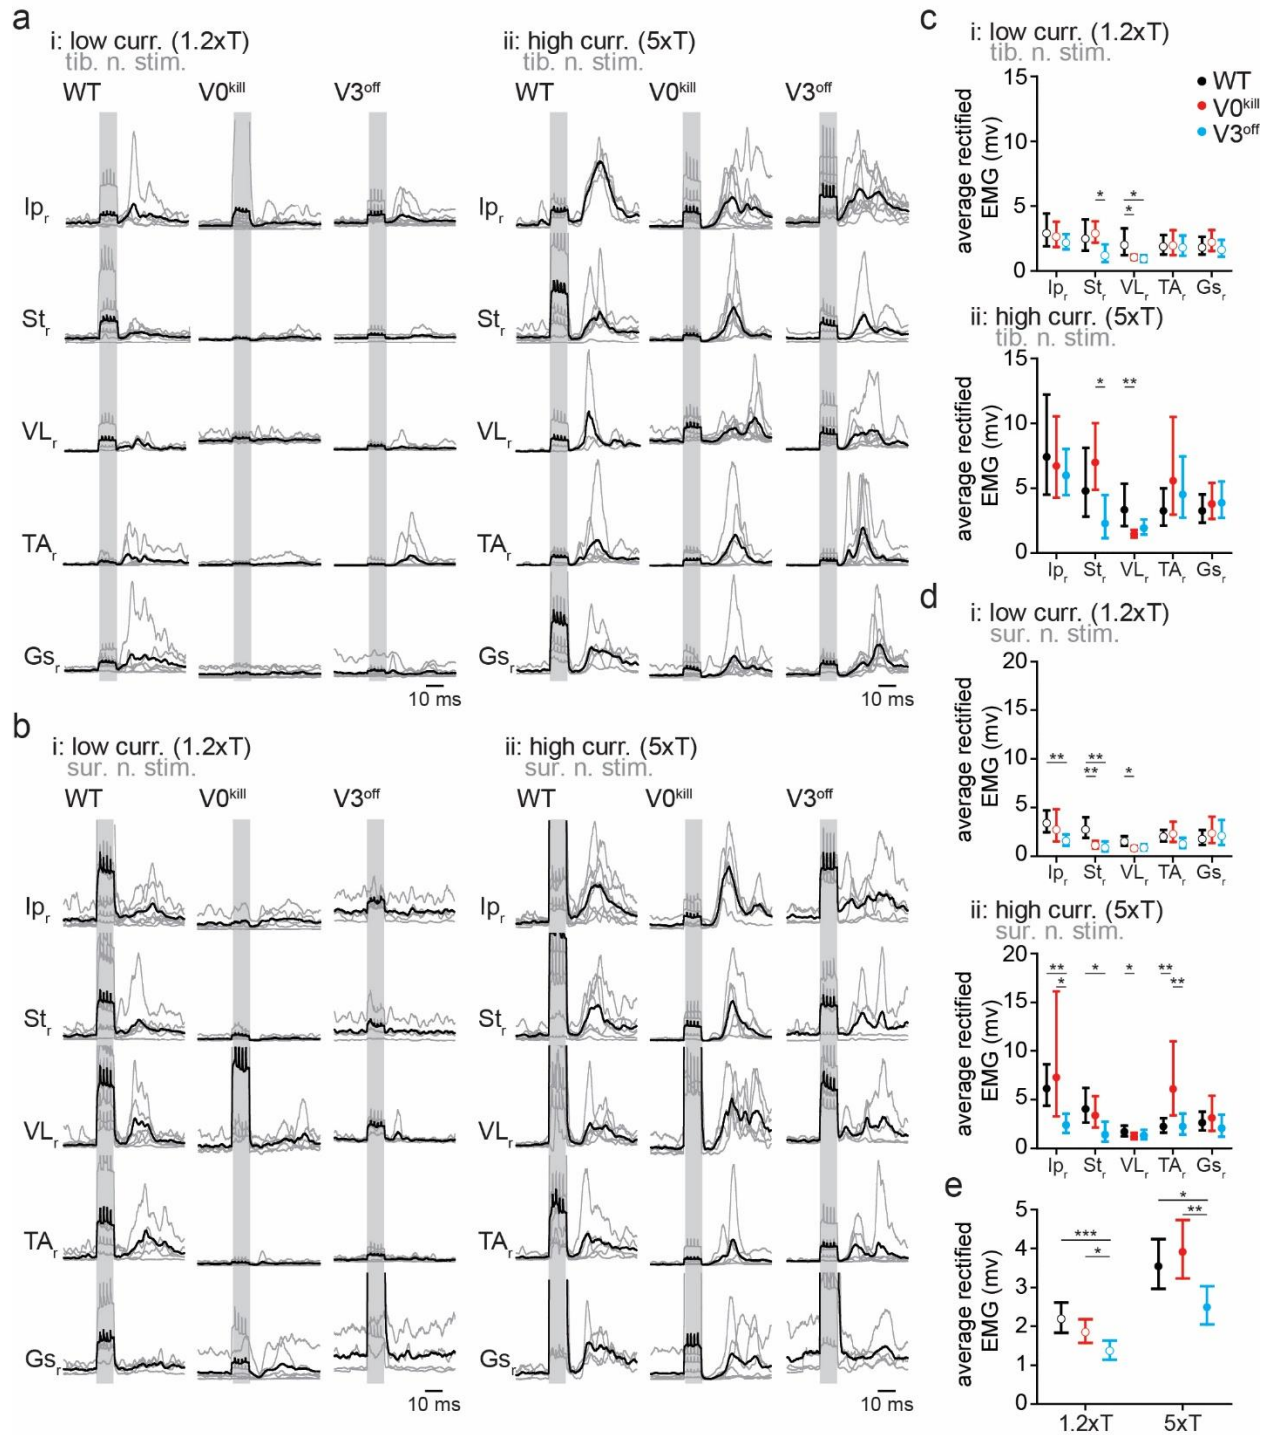 a
i: low curr. (1.2xT)
tib. n. stim.
WT V0kill V3off
ii: high curr. (5xT)
tib. n. stim.
WT V0kill V3off
Ipr
Str
VLr
TAr
Gsr
10 ms
10 ms
b
i: low curr. (1.2xT)
sur. n. stim.
WT V0kill V3off
ii: high curr. (5xT)
sur. n. stim.
WT V0kill V3off
Ipr
Str
VLr
TAr
Gsr
10 ms
10 ms
c
i: low curr. (1.2xT)
tib. n. stim.
WT
V0kill
V3off
average rectified
EMG (mv)
15
10
5
0
* * *
*
Ipr Str VLr TAr Gsr
ii: high curr. (5xT)
tib. n. stim.
average rectified
EMG (mv)
15
10
5
0
* **
Ipr Str VLr TAr Gsr
d
i: low curr. (1.2xT)
sur. n. stim.
average rectified
EMG (mv)
20
15
10
5
0
** ** *
**
Ipr Str VLr TAr Gsr
ii: high curr. (5xT)
sur. n. stim.
average rectified
EMG (mv)
20
15
10
5
0
** * * **
* **
Ipr Str VLr TAr Gsr
e
average rectified
EMG (mv)
5
4
3
2
1
0
*** *
* **
1.2xT 5xT